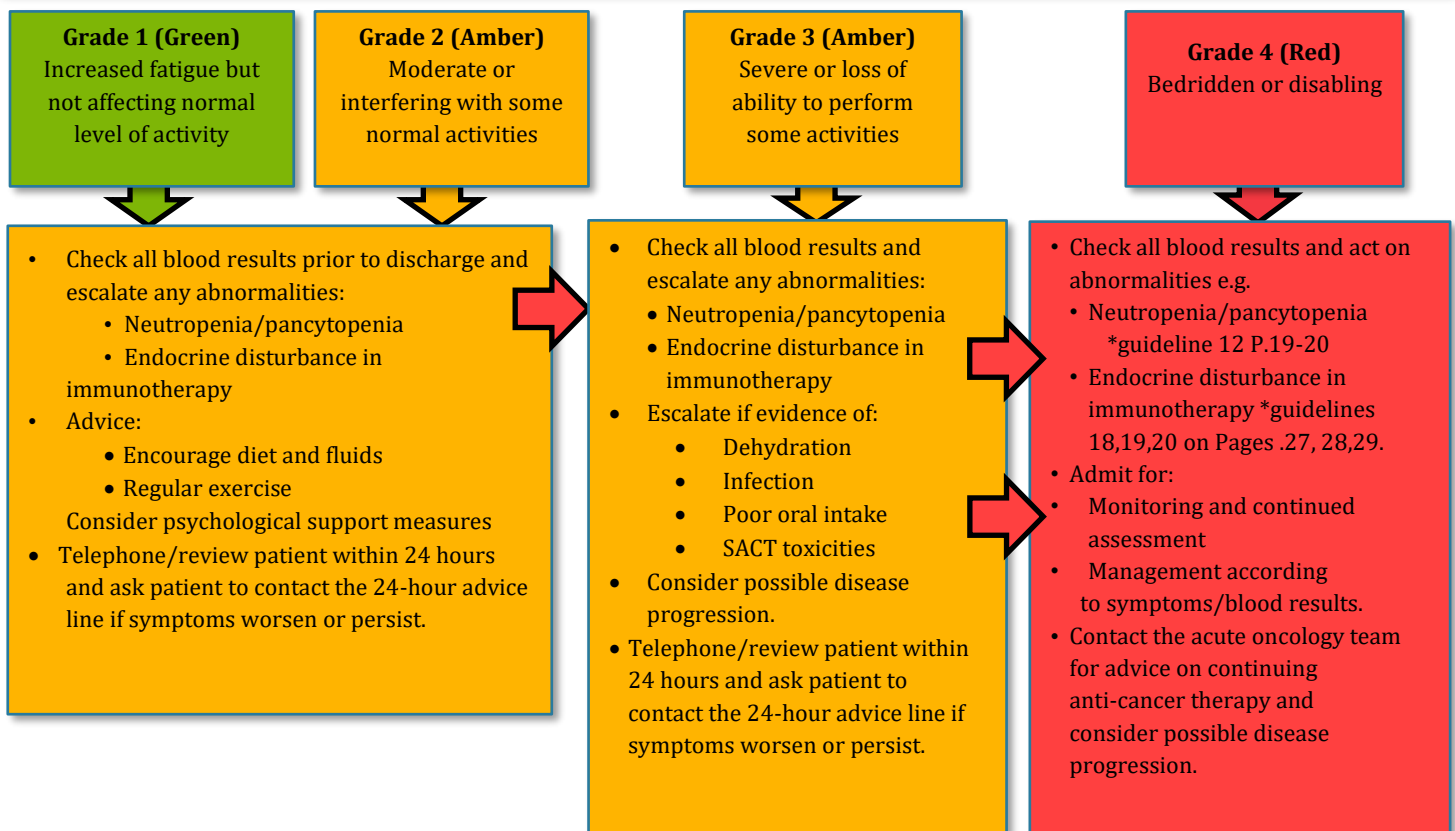 Grade 1 (Green)
Increased fatigue but
not affecting normal
level of activity
Grade 2 (Amber)
Moderate or
interfering with some
normal activities
Grade 3 (Amber)
Severe or loss of
ability to perform
some activities
Grade 4 (Red)
Bedridden or disabling
• Check all blood results prior to discharge and
escalate any abnormalities:
• Neutropenia/pancytopenia
• Endocrine disturbance in
immunotherapy
• Advice:
• Encourage diet and fluids
• Regular exercise
Consider psychological support measures
• Telephone/review patient within 24 hours
and ask patient to contact the 24-hour advice
line if symptoms worsen or persist.
• Check all blood results and
escalate any abnormalities:
• Neutropenia/pancytopenia
• Endocrine disturbance in
immunotherapy
• Escalate if evidence of:
• Dehydration
• Infection
• Poor oral intake
• SACT toxicities
• Consider possible disease
progression.
• Telephone/review patient within
24 hours and ask patient to
contact the 24-hour advice line if
symptoms worsen or persist.
• Check all blood results and act on
abnormalities e.g.
• Neutropenia/pancytopenia
*guideline 12 P.19-20
• Endocrine disturbance in
immunotherapy *guidelines
18,19,20 on Pages .27, 28,29.
• Admit for:
• Monitoring and continued
assessment
• Management according
to symptoms/blood results.
• Contact the acute oncology team
for advice on continuing
anti-cancer therapy and
consider possible disease
progression.